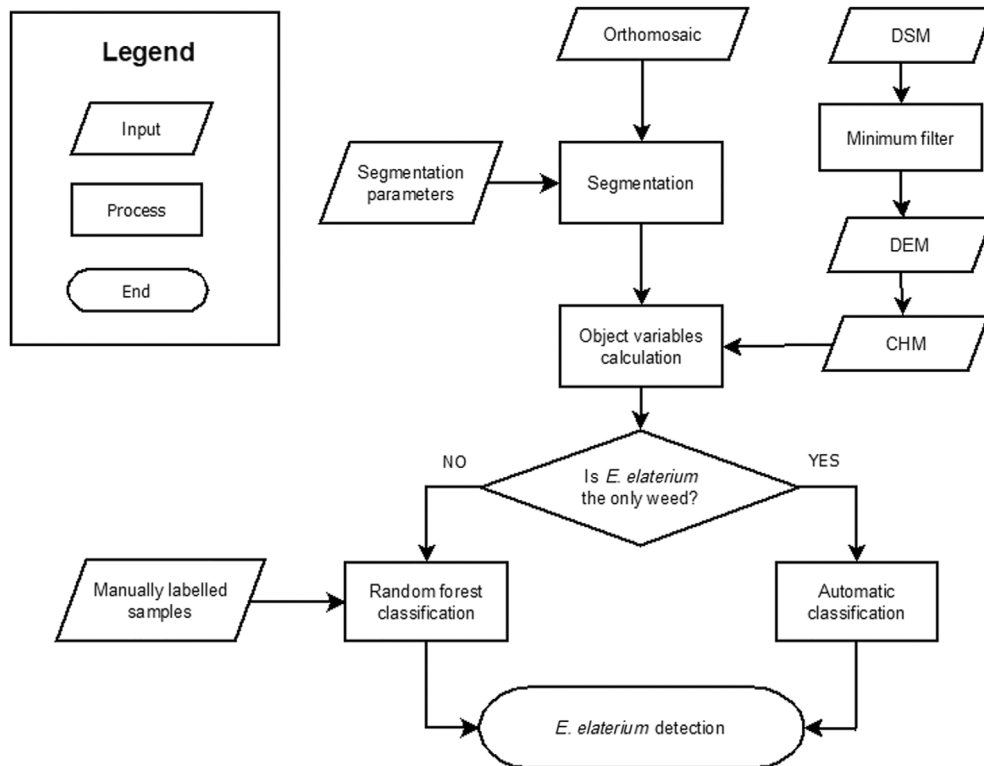 Legend
Input
Process
End
Orthomosaic
DSM
Minimum filter
Segmentation
parameters
Segmentation
DEM
Object variables
calculation
CHM
NO
YES
Is E. elaterium
the only weed?
Manually labelled
samples
Random forest
classification
Automatic
classification
E. elaterium detection